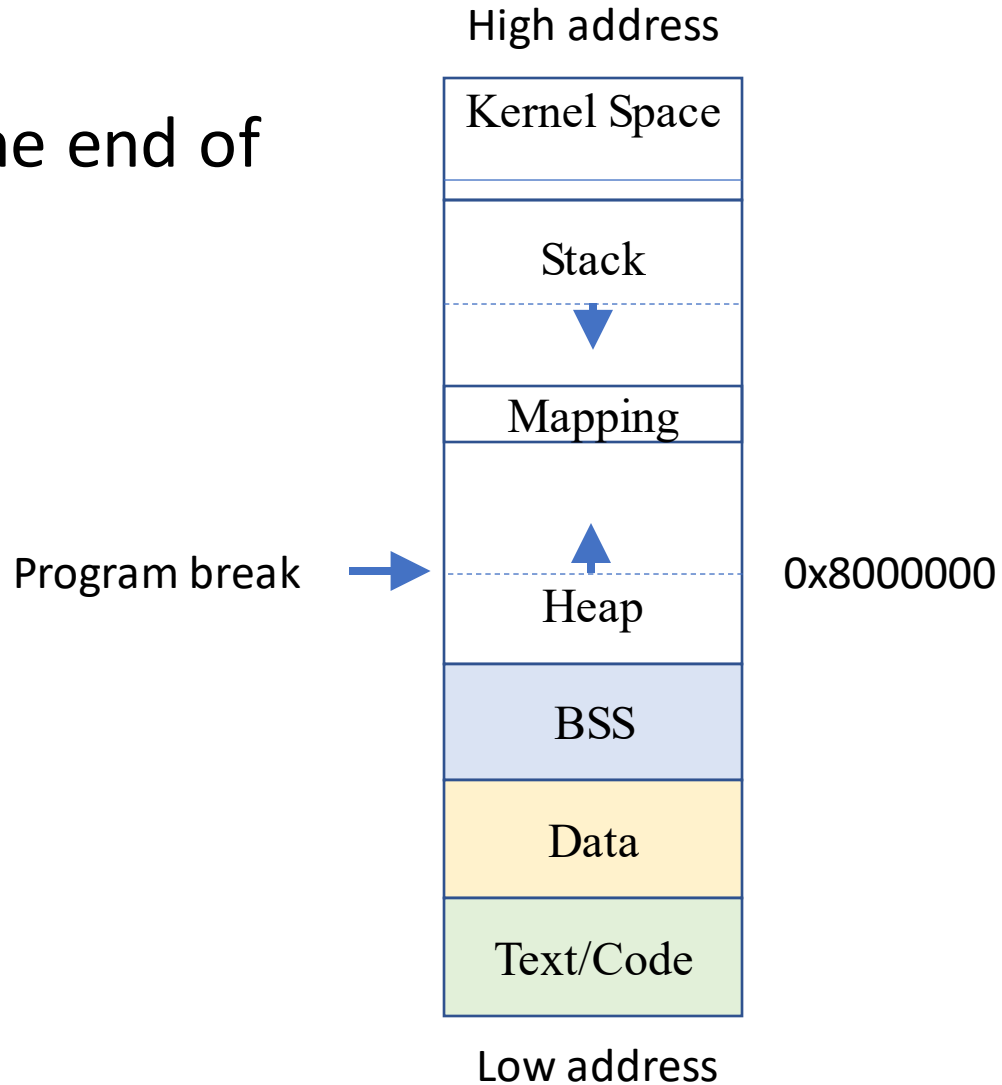 High address
Kernel Space
e end of
Stack
Mapping
Program break
0x8000000
Heap
BSS
Data
Text/Code
Low address